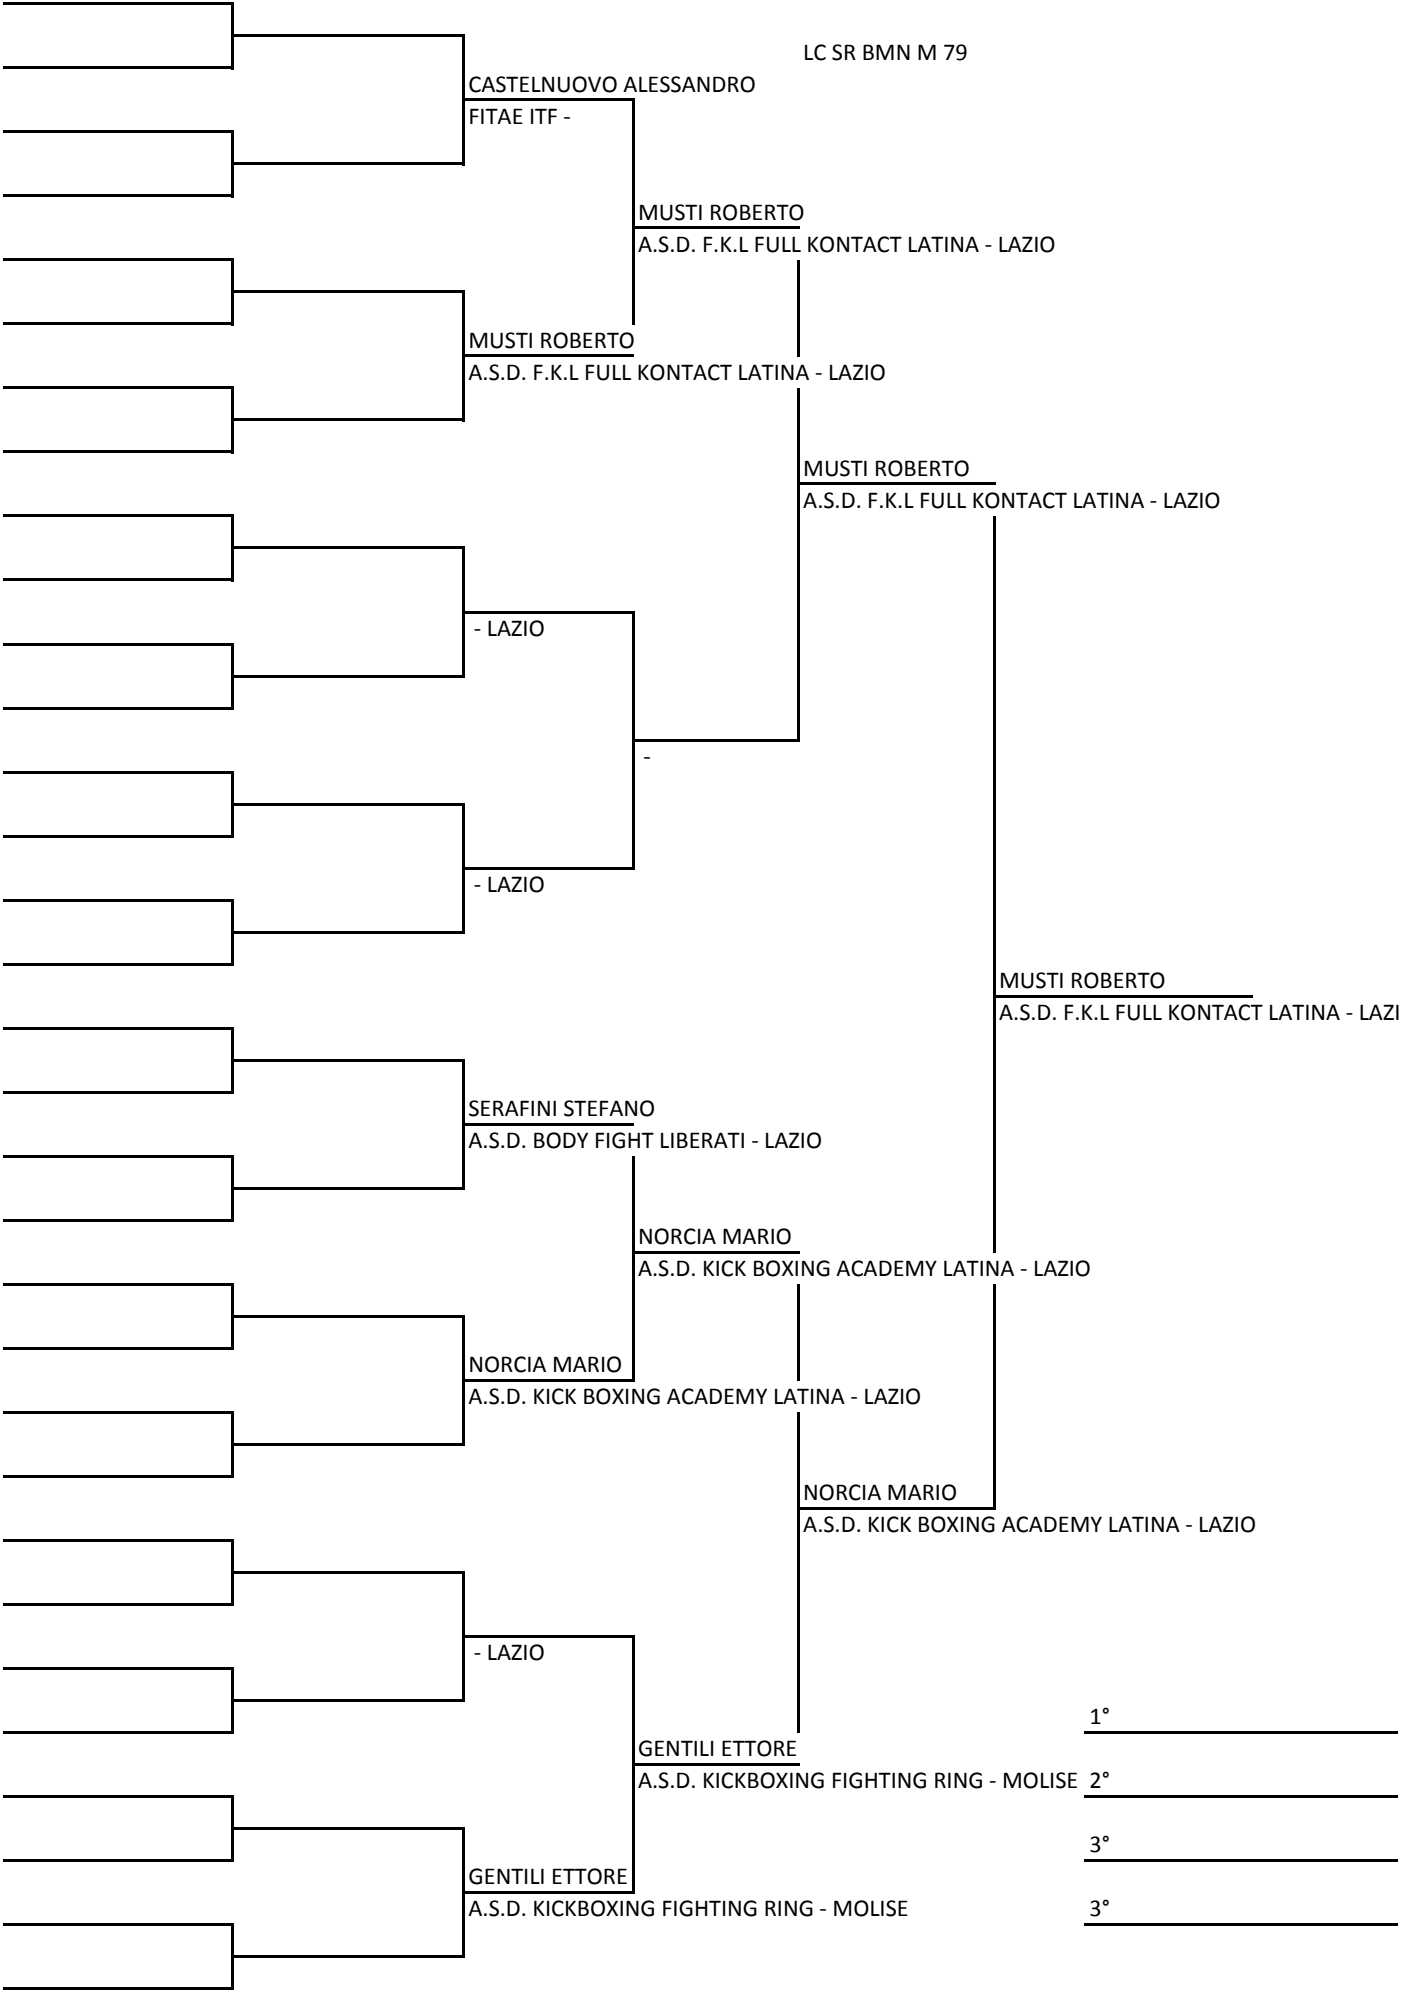 LC SR BMN M 79
CASTELNUOVO ALESSANDRO
FITAE ITF -
MUSTI ROBERTO
A.S.D. F.K.L FULL KONTACT LATINA - LAZIO
MUSTI ROBERTO
A.S.D. F.K.L FULL KONTACT LATINA - LAZIO
MUSTI ROBERTO
A.S.D. F.K.L FULL KONTACT LATINA - LAZIO
- LAZIO
-
- LAZIO
MUSTI ROBERTO
A.S.D. F.K.L FULL KONTACT LATINA - LAZI
SERAFINI STEFANO
A.S.D. BODY FIGHT LIBERATI - LAZIO
NORCIA MARIO
A.S.D. KICK BOXING ACADEMY LATINA - LAZIO
NORCIA MARIO
A.S.D. KICK BOXING ACADEMY LATINA - LAZIO
NORCIA MARIO
A.S.D. KICK BOXING ACADEMY LATINA - LAZIO
- LAZIO
1°
GENTILI ETTORE
A.S.D. KICKBOXING FIGHTING RING - MOLISE
2°
3°
GENTILI ETTORE
A.S.D. KICKBOXING FIGHTING RING - MOLISE
3°